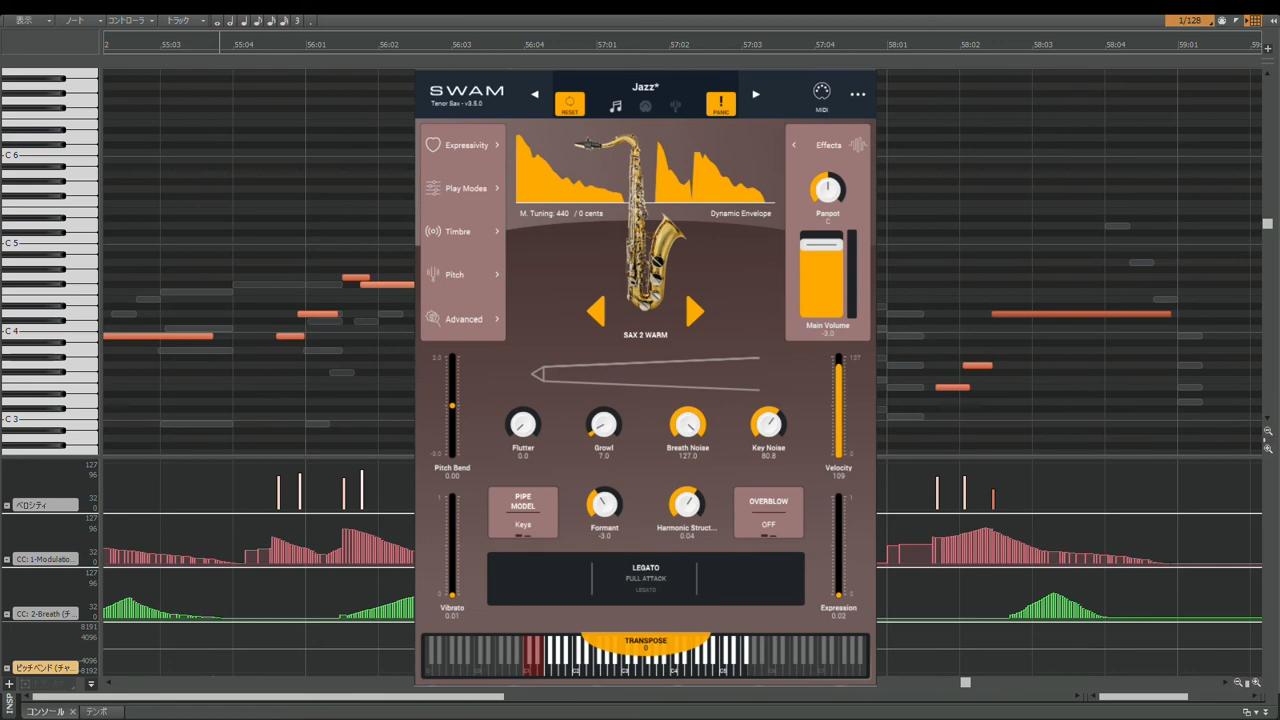 表示 ノート コントローラ トラック 3 . 1/128
2 55:03 55:04 56:01 56:02 56:03 56:04 57:01 57:02 57:03 57:04 58:01 58:02 58:03 58:04 59:01
SWAM
Tenor Sax - v3.5.0
Jazz*
RESET
!
PANIC
MIDI
Expressivity
Play Modes
Timbre
Pitch
Advanced
M. Tuning: 440 / 0 cents
Dynamic Envelope
Effects
Panpot
C
Main Volume
-3.0
SAX 2 WARM
C 6
C 5
C 4
C 3
2.0
-3.0
Pitch Bend
0.00
Flutter
0.0
Growl
7.0
Breath Noise
127.0
Key Noise
80.8
127
0
Velocity
109
PIPE
MODEL
Keys
Formant
-3.0
Harmonic Struct...
0.04
OVERBLOW
OFF
1
0
Vibrato
0.01
LEGATO
FULL ATTACK
LEGATO
1
0
Expression
0.02
TRANSPOSE
0
127
96
32
0
ベロシティ
127
96
32
0
CC: 1-Modulatio...
127
96
32
0
CC: 2-Breath (チ...
8191
4096
-4096
-8192
ピッチベンド (チャ...
INSP
コンソール × テンポ